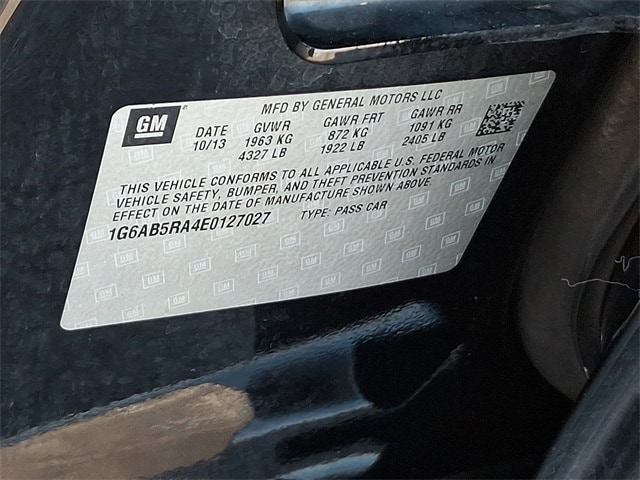 GM
MFD BY GENERAL MOTORS LLC
DATE GVWR GAWR FRT GAWR RR
10/13 1963 KG 872 KG 1091 KG
4327 LB 1922 LB 2405 LB
THIS VEHICLE CONFORMS TO ALL APPLICABLE U.S. FEDERAL MOTOR
VEHICLE SAFETY, BUMPER, AND THEFT PREVENTION STANDARDS IN
EFFECT ON THE DATE OF MANUFACTURE SHOWN ABOVE.
1G6AB5RA4E0127027 TYPE: PASS CAR